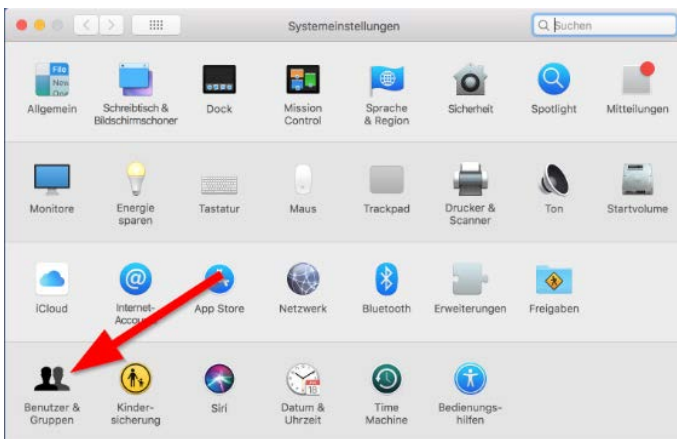 Systemeinstellungen
Suchen
File
New
Allgemein
Schreibtisch &
Bildschirmschoner
Dock
Mission
Control
Sprache
& Region
Sicherheit
Spotlight
Mitteilungen
Monitore
Energie
sparen
Tastatur
Maus
Trackpad
Drucker &
Scanner
Ton
Startvolume
iCloud
Internet-
App Store
Netzwerk
Bluetooth
Erweiterungen
Freigaben
Benutzer &
Gruppen
Kinder-
sicherung
Siri
18
Datum &
Uhrzeit
Time
Machine
Bedienungs-
hilfen